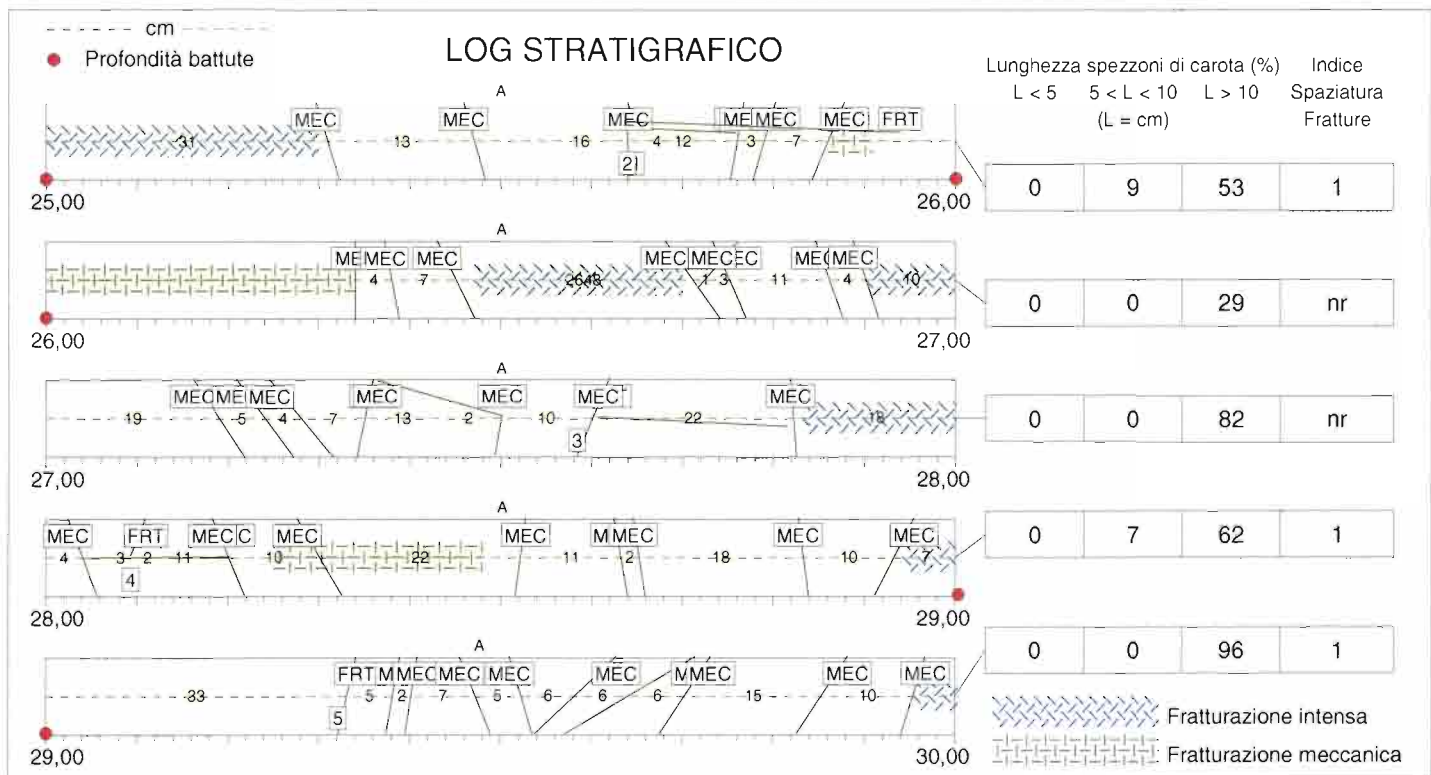 cm
Profondità battute
LOG STRATIGRAFICO
Lunghezza spezzoni di carota (%) Indice
L < 5 5 < L < 10 L > 10 Spaziatura
(L = cm) Fratture
A
MEC MEC MEC MEC MEC FRT
31 13 16 4 12 3 7
2
25,00 26,00
0 9 53 1
A
MEC MEC MEC MEC MEC
4 7 1 3 11 4 10
26,00 27,00
0 0 29 nr
A
MEC MEC MEC MEC MEC MEC
19 5 4 7 13 2 10 22 18
3
27,00 28,00
0 0 82 nr
A
MEC FRT MEC MEC MEC MEC MEC MEC
4 3 2 11 10 22 11 2 18 10 7
4
28,00 29,00
0 7 62 1
A
FRT MEC MEC MEC MEC MEC MEC MEC
33 5 2 7 5 6 6 6 15 10
5
29,00 30,00
0 0 96 1
Fratturazione intensa
Fratturazione meccanica